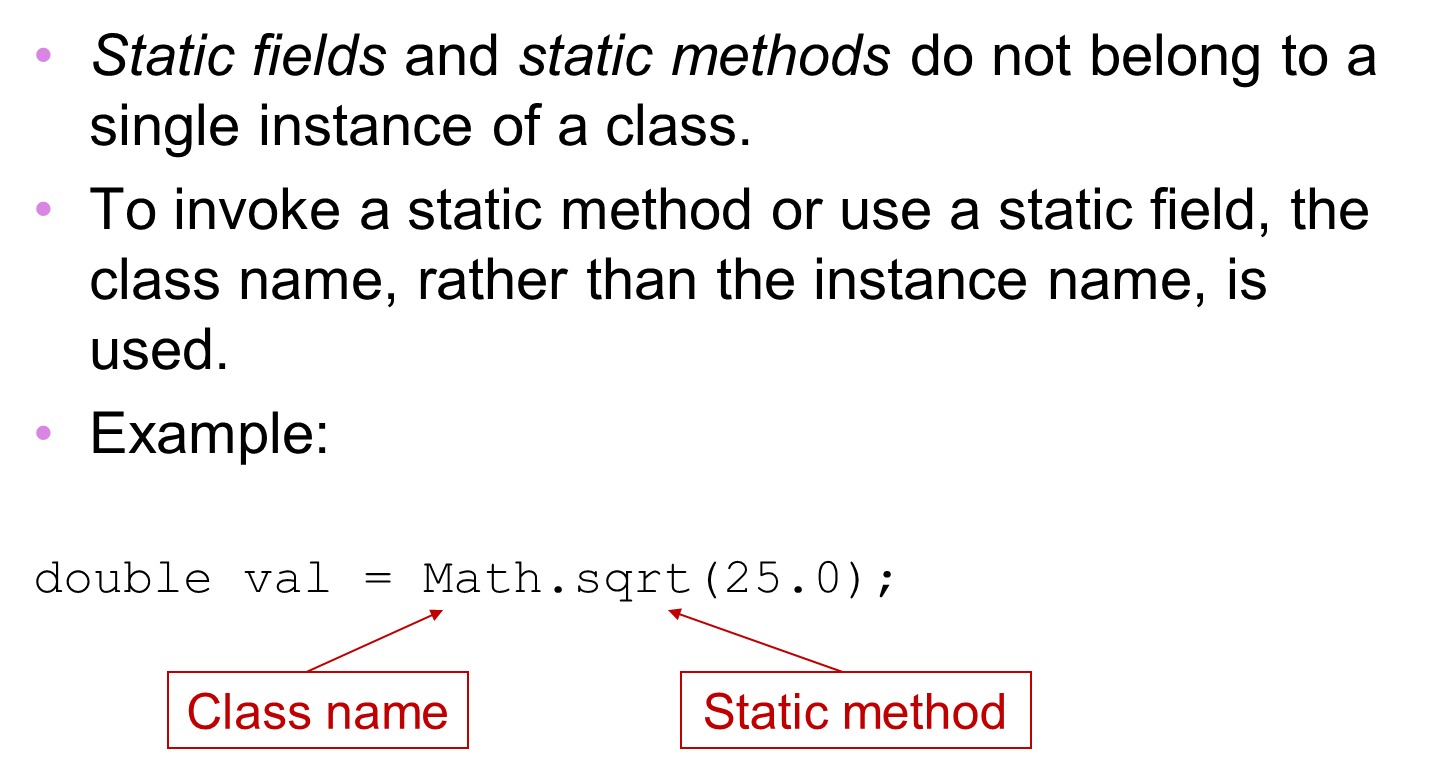 • Static fields and static methods do not belong to a
single instance of a class.
• To invoke a static method or use a static field, the
class name, rather than the instance name, is
used.
• Example:
double val = Math.sqrt(25.0);
Class name
Static method